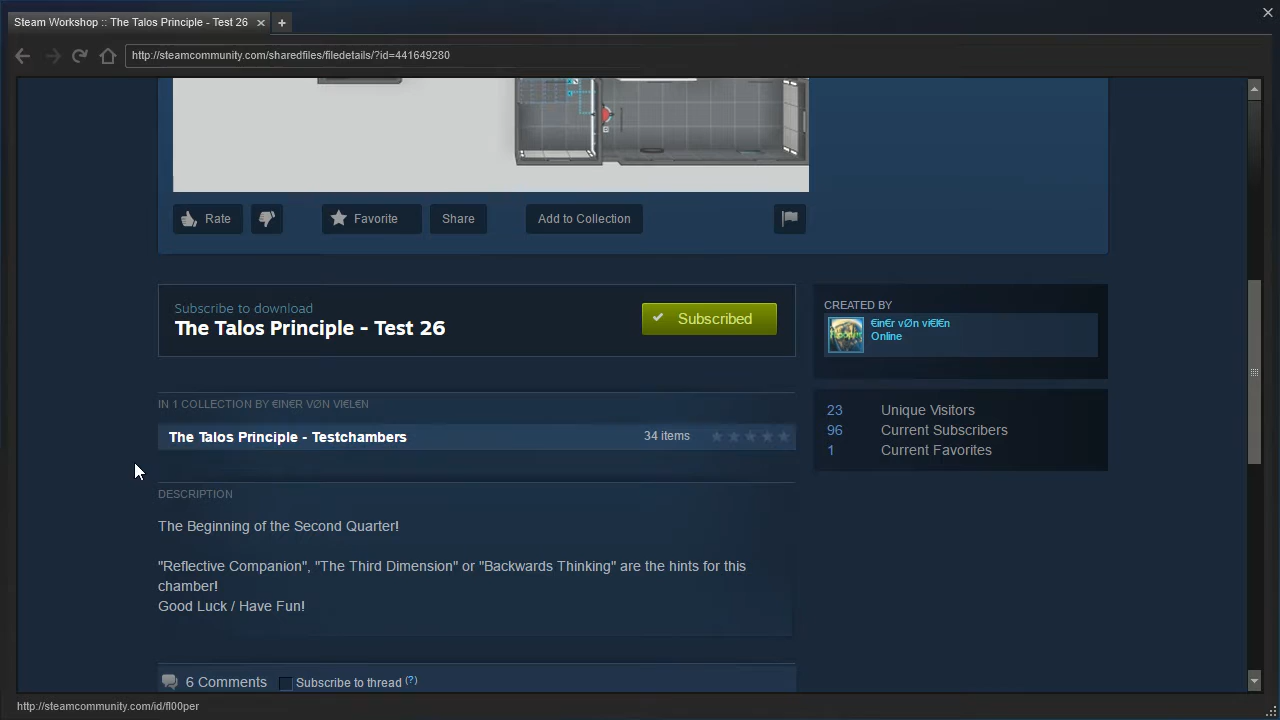 Steam Workshop :: The Talos Principle - Test 26
http://steamcommunity.com/sharedfiles/filedetails/?id=441649280
Rate
Favorite
Share
Add to Collection
Subscribe to download
The Talos Principle - Test 26
Subscribed
CREATED BY
€in€r vØn vi€l€n
Online
IN 1 COLLECTION BY €IN€R VØN VI€L€N
The Talos Principle - Testchambers
34 items
23 Unique Visitors
96 Current Subscribers
1 Current Favorites
DESCRIPTION
The Beginning of the Second Quarter!
"Reflective Companion", "The Third Dimension" or "Backwards Thinking" are the hints for this
chamber!
Good Luck / Have Fun!
6 Comments
Subscribe to thread (?)
http://steamcommunity.com/id/fl00per